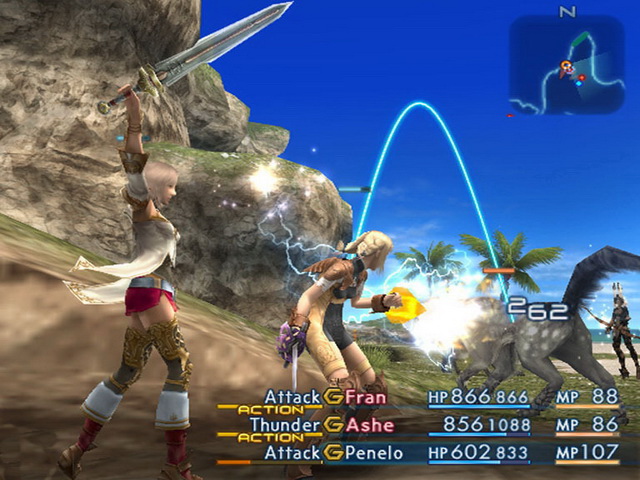 N
262
Attack G Fran HP 866 866 MP 88
ACTION
Thunder G Ashe 856 1088 MP 86
ACTION
Attack G Penelo HP 602 833 MP 107